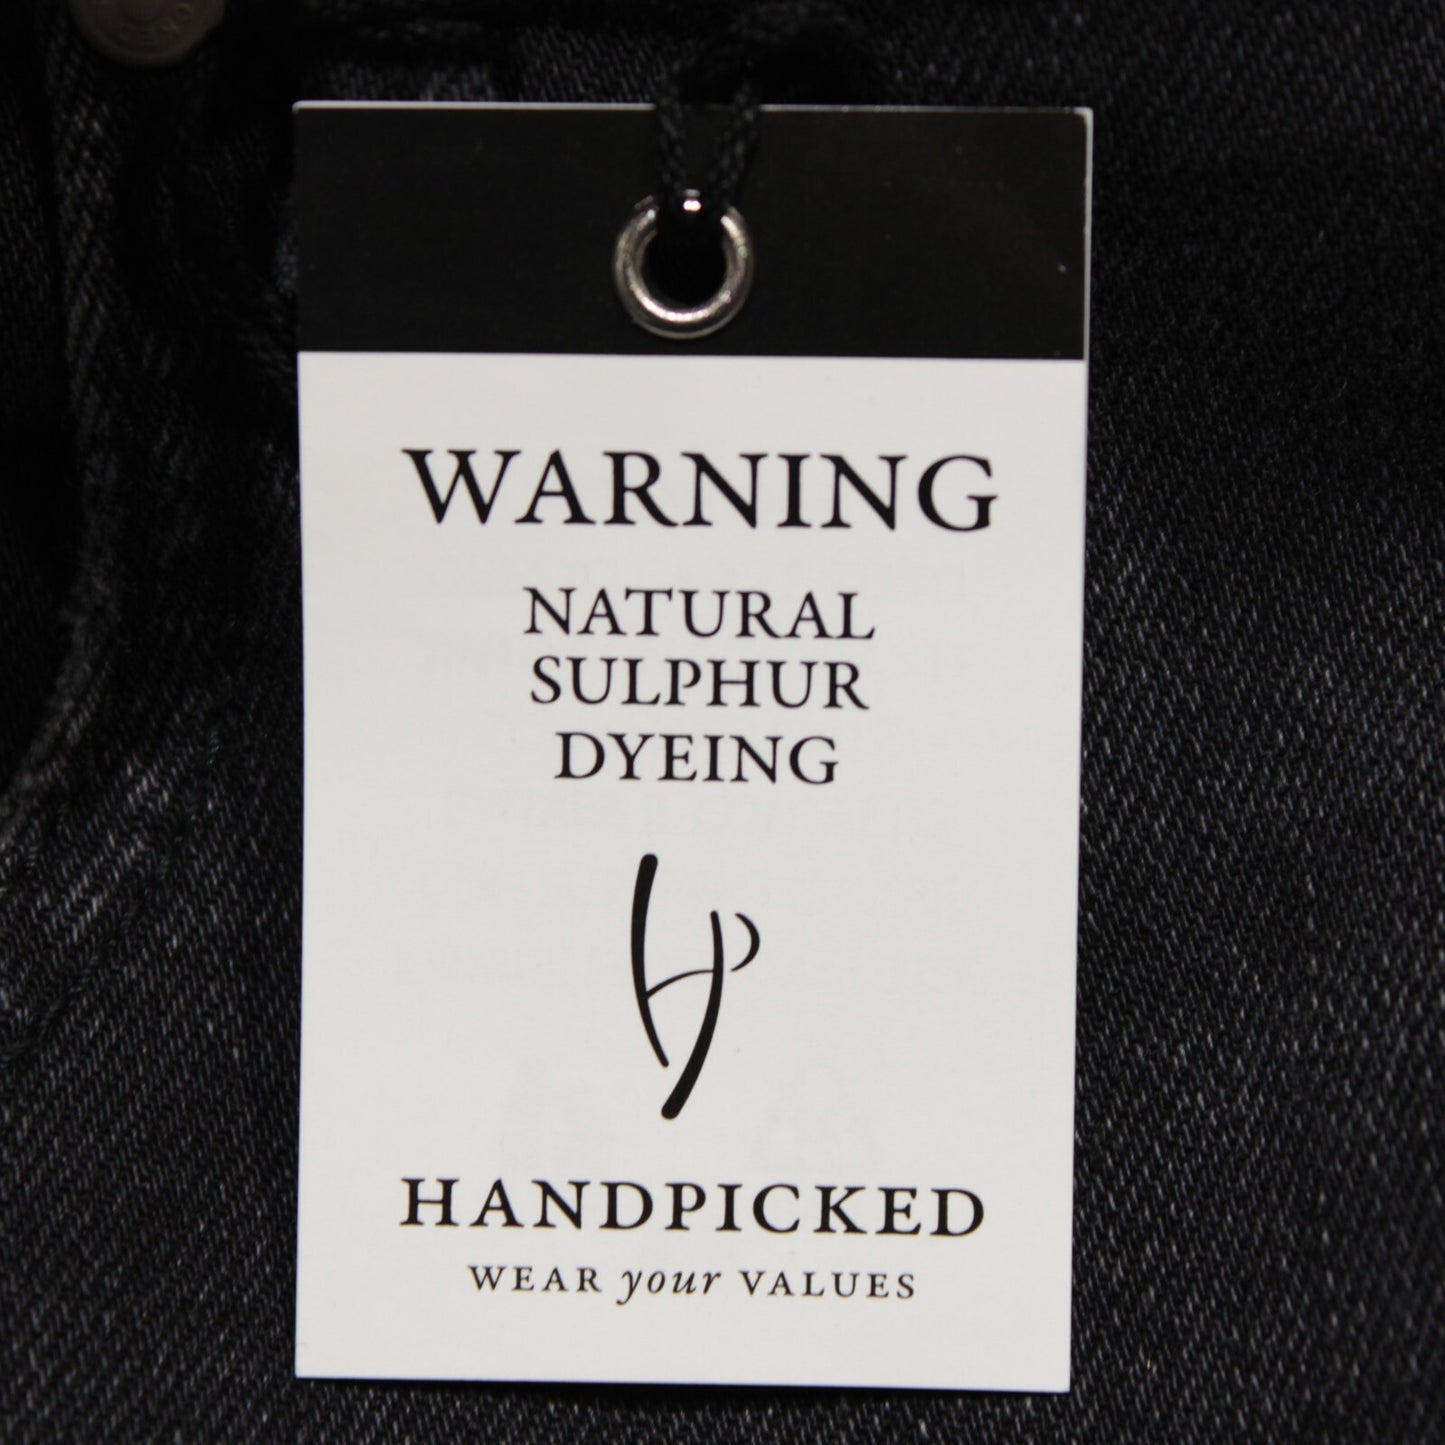 WARNING
NATURAL
SULPHUR
DYEING
HANDPICKED
WEAR your VALUES